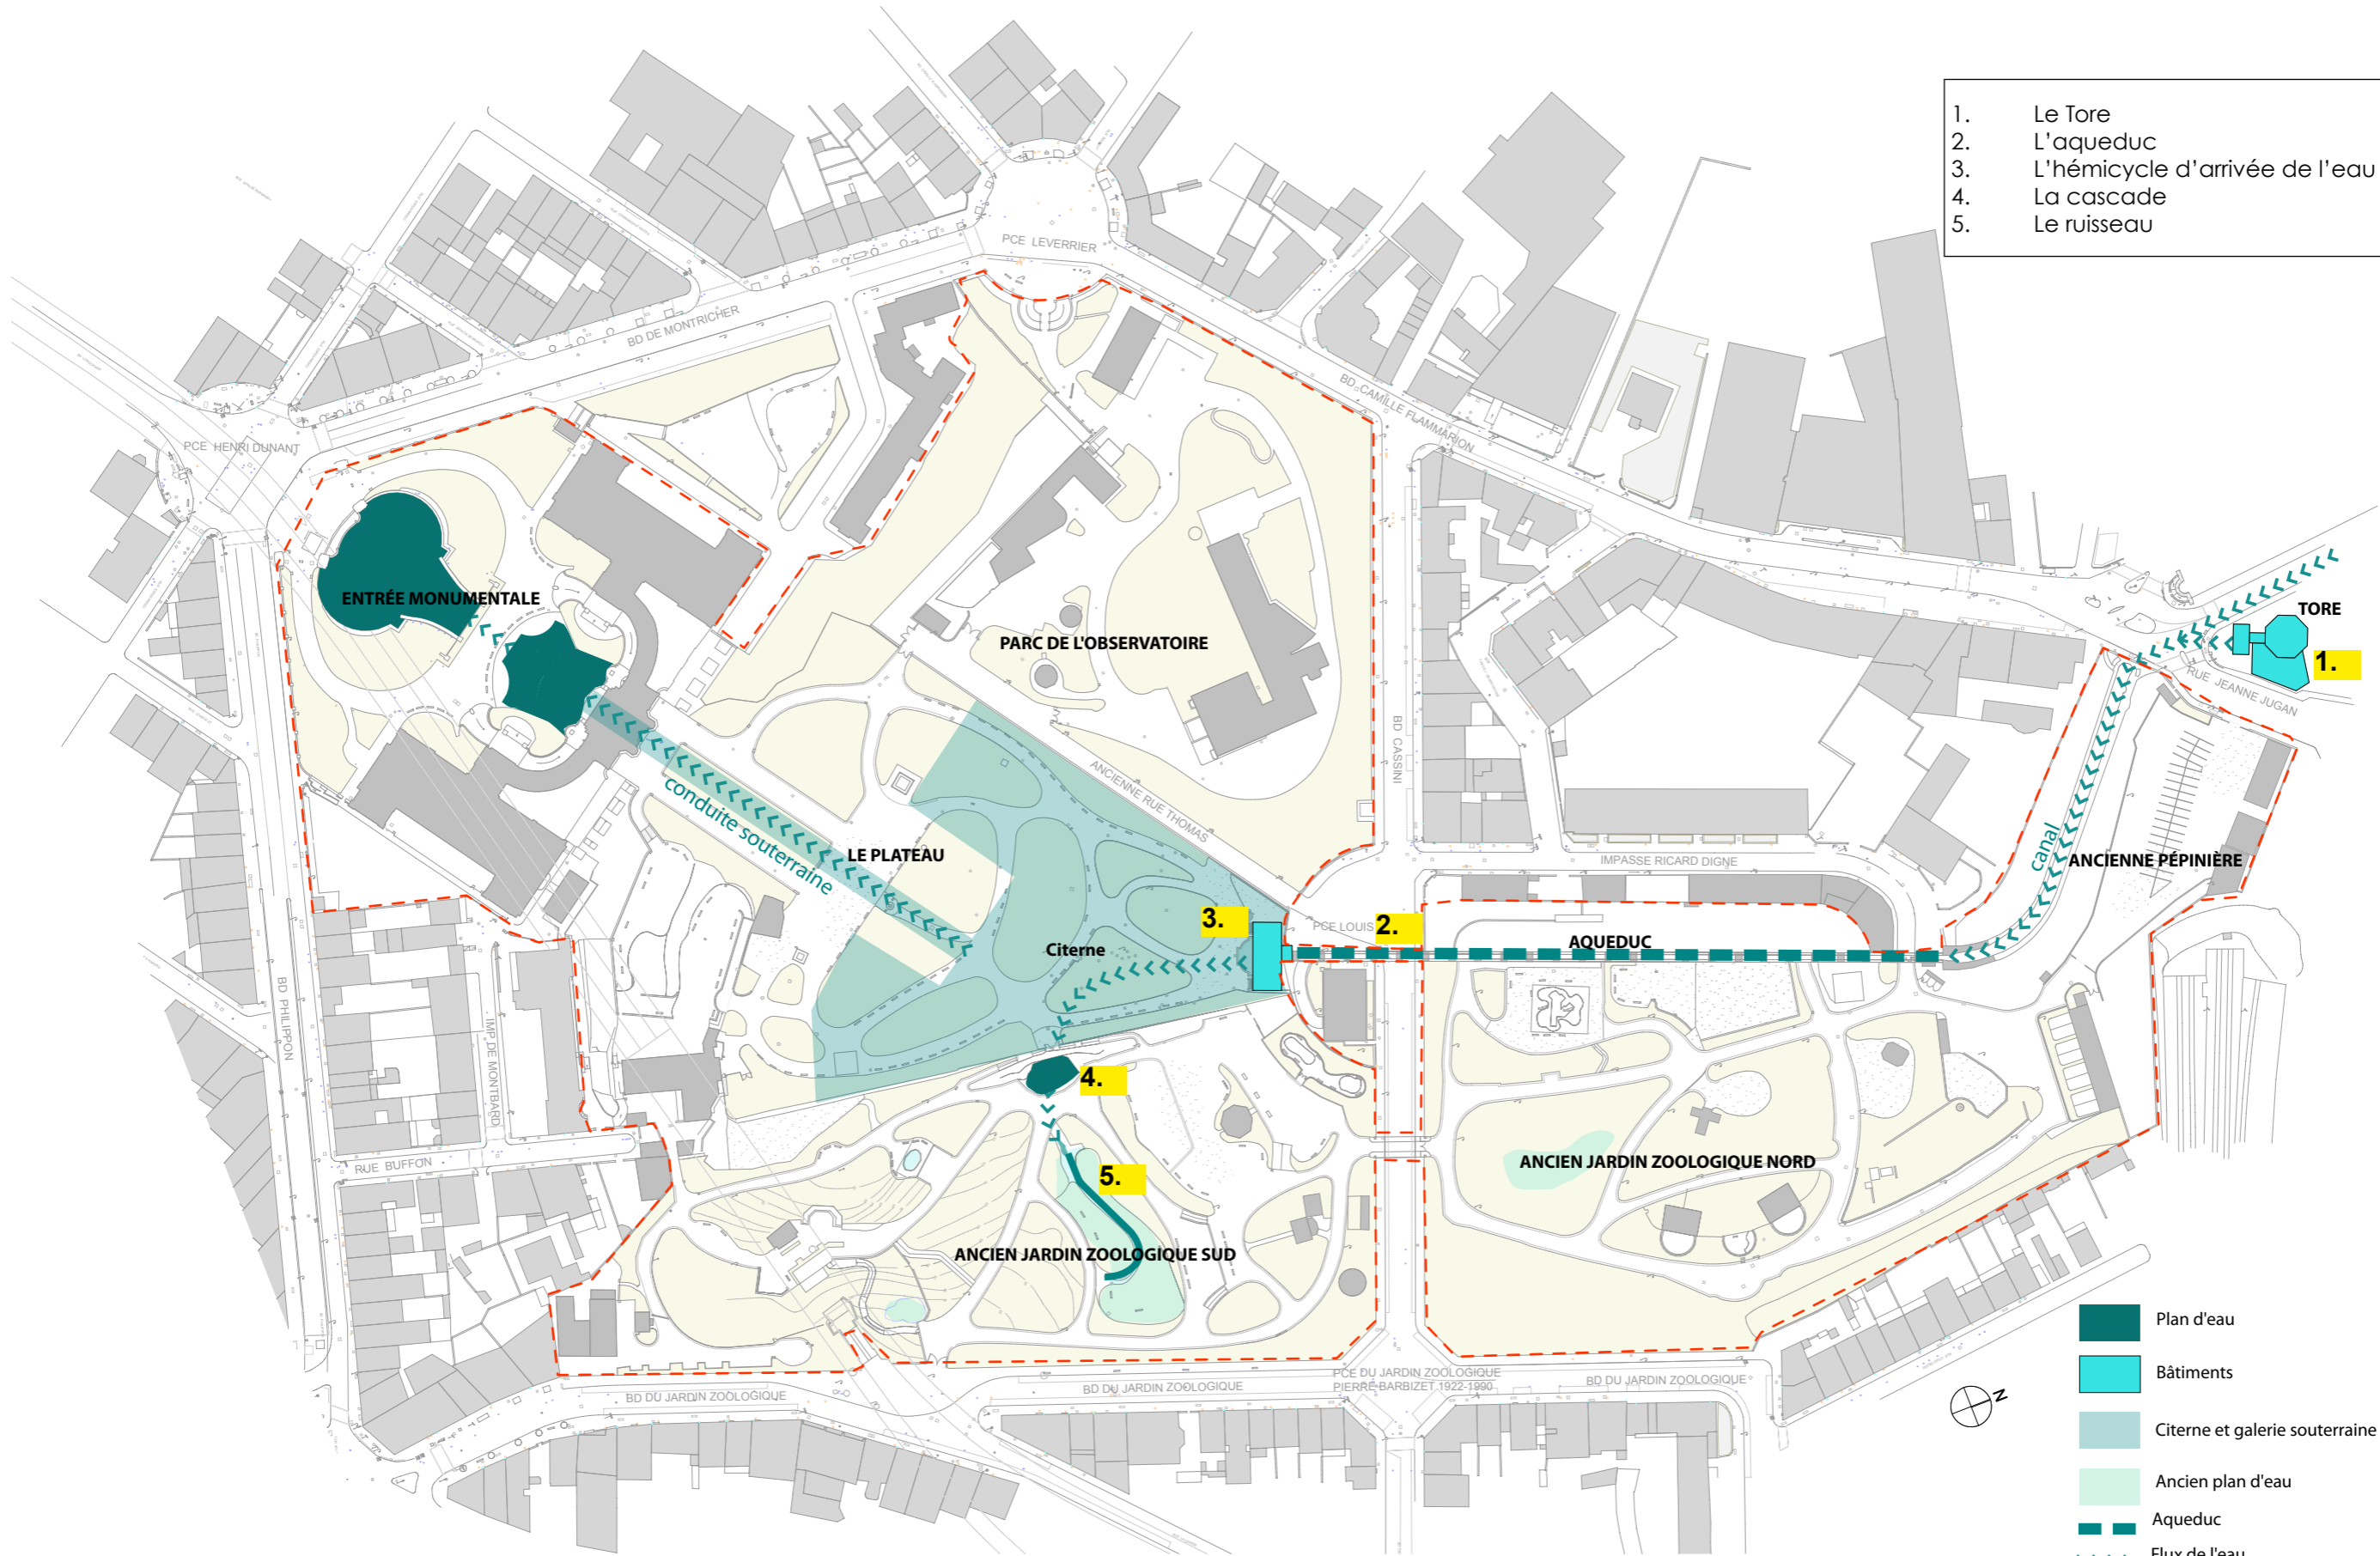 1. Le Tore
2. L'aqueduc
3. L'hémicycle d'arrivée de l'eau
4. La cascade
5. Le ruisseau
PCE LEVERRIER
BD DE MONTRICHER
BD CAMILLE FLAMMARION
PCE HENRI DUNANT
ENTRÉE MONUMENTALE
PARC DE L'OBSERVATOIRE
TORE
1.
RUE JEANNE JUGAN
BD CASSINI
ANCIENNE RUE THOMAS
conduite souterraine
LE PLATEAU
IMPASSE RICARD DIGNE
canal
ANCIENNE PÉPINIÈRE
3.
PCE LOUIS
2.
AQUEDUC
Citerne
BD PHILIPPON
IMP DE MONTBARD
4.
RUE BUFFON
5.
ANCIEN JARDIN ZOOLOGIQUE NORD
ANCIEN JARDIN ZOOLOGIQUE SUD
PCE DU JARDIN ZOOLOGIQUE
PIERRE BARBIZET 1922-1990
BD DU JARDIN ZOOLOGIQUE
BD DU JARDIN ZOOLOGIQUE
BD DU JARDIN ZOOLOGIQUE
N
Plan d'eau
Bâtiments
Citerne et galerie souterraine
Ancien plan d'eau
Aqueduc
Flux de l'eau